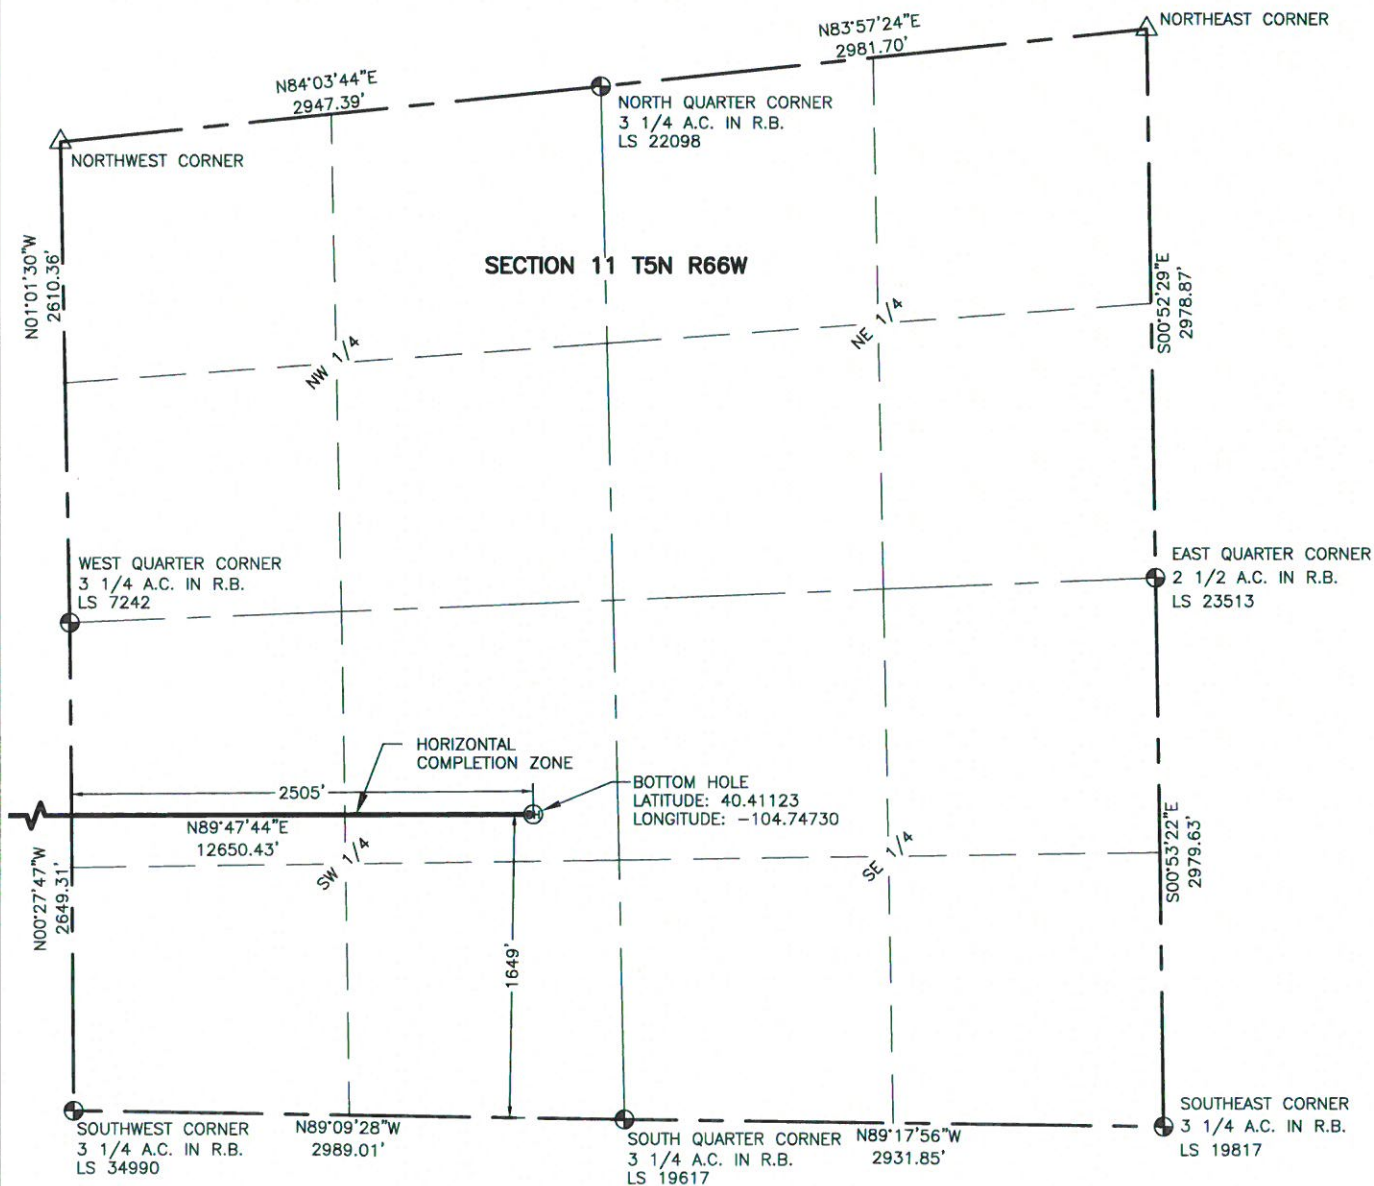 NORTHEAST CORNER
N83°57'24"E
2981.70'
N84°03'44"E
2947.39'
NORTH QUARTER CORNER
3 1/4 A.C. IN R.B.
LS 22098
NORTHWEST CORNER
N01°01'30"W
2610.36'
SECTION 11 T5N R66W
S00°52'29"E
2978.87'
NW 1/4
NE 1/4
WEST QUARTER CORNER
3 1/4 A.C. IN R.B.
LS 7242
EAST QUARTER CORNER
2 1/2 A.C. IN R.B.
LS 23513
HORIZONTAL
COMPLETION ZONE
2505'
BOTTOM HOLE
LATITUDE: 40.41123
LONGITUDE: -104.74730
BH
N89°47'44"E
12650.43'
N00°27'47"W
2649.31'
SW 1/4
SE 1/4
S00°53'22"E
2979.63'
1649'
SOUTHWEST CORNER
3 1/4 A.C. IN R.B.
LS 34990
N89°09'28"W
2989.01'
SOUTH QUARTER CORNER
3 1/4 A.C. IN R.B.
LS 19617
N89°17'56"W
2931.85'
SOUTHEAST CORNER
3 1/4 A.C. IN R.B.
LS 19817